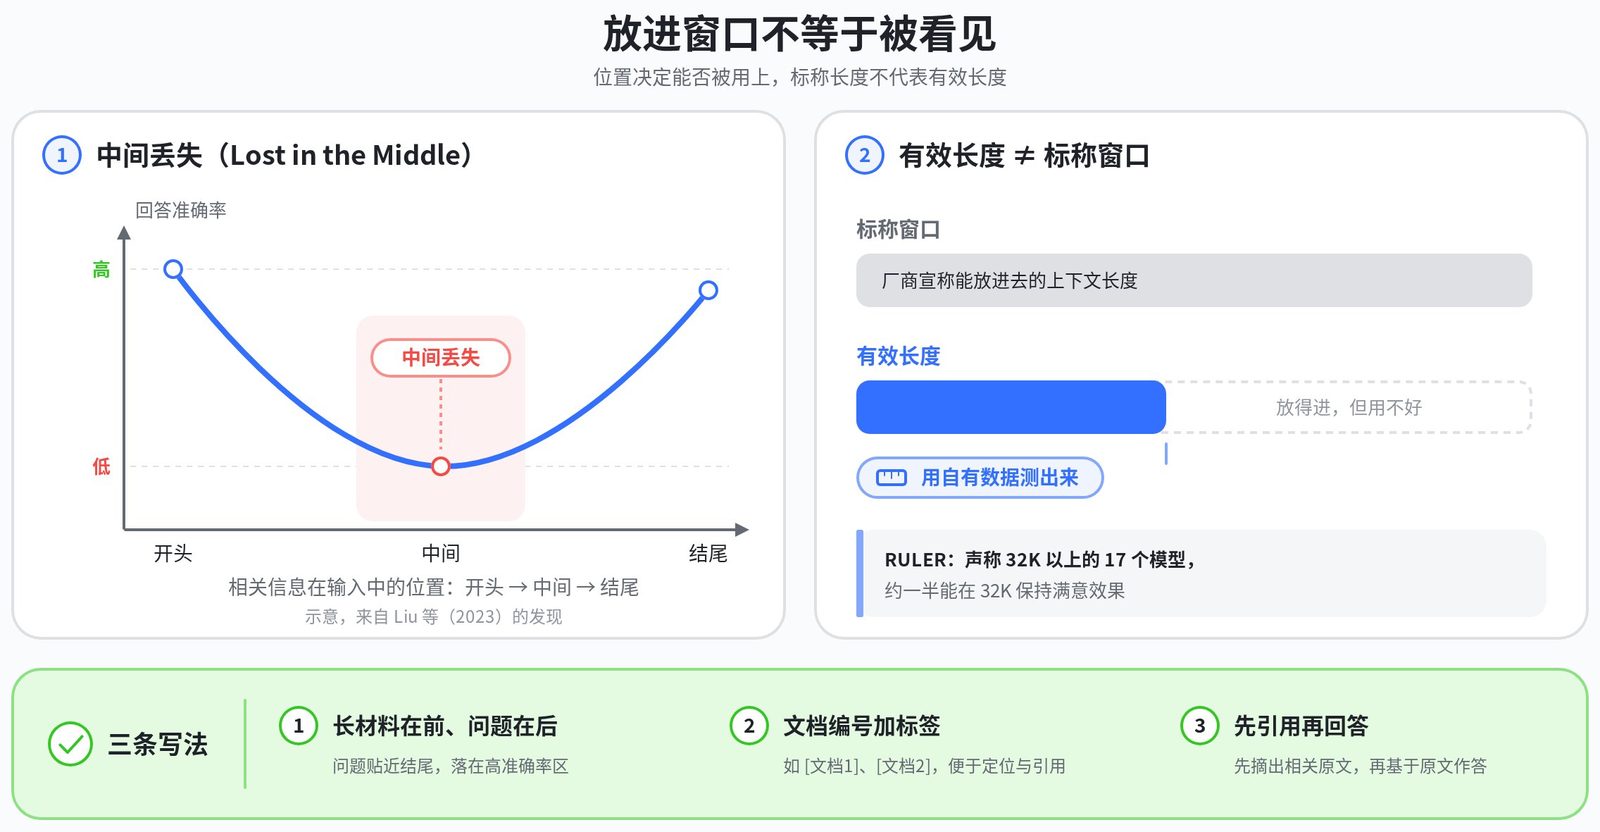 放进窗口不等于被看见
位置决定能否被用上，标称长度不代表有效长度
1 中间丢失（Lost in the Middle）
回答准确率
高
中间丢失
低
开头 中间 结尾
相关信息在输入中的位置：开头 → 中间 → 结尾
示意，来自 Liu 等（2023）的发现
2 有效长度 ≠ 标称窗口
标称窗口
厂商宣称能放进去的上下文长度
有效长度
放得进，但用不好
用自有数据测出来
RULER：声称 32K 以上的 17 个模型，
约一半能在 32K 保持满意效果
三条写法
1 长材料在前、问题在后
问题贴近结尾，落在高准确率区
2 文档编号加标签
如 [文档1]、[文档2]，便于定位与引用
3 先引用再回答
先摘出相关原文，再基于原文作答